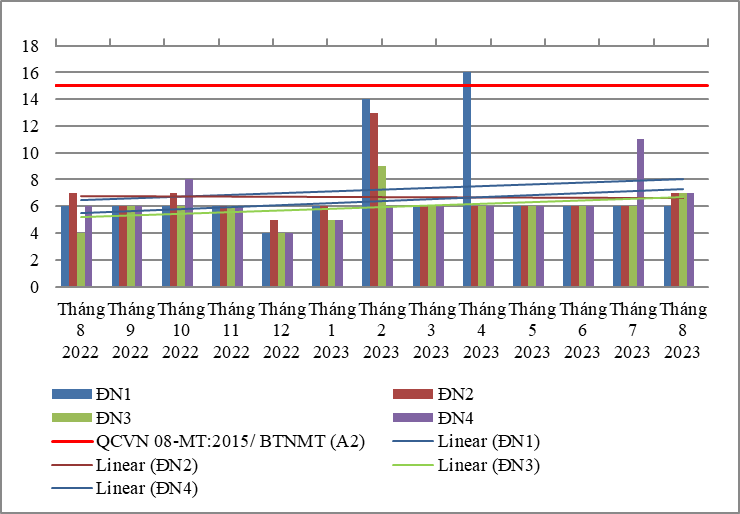 18
16
14
12
10
8
6
4
2
0
Tháng Tháng Tháng Tháng Tháng Tháng Tháng Tháng Tháng Tháng Tháng Tháng Tháng
8 9 10 11 12 1 2 3 4 5 6 7 8
2022 2022 2022 2022 2022 2023 2023 2023 2023 2023 2023 2023 2023
ĐN1 ĐN2
ĐN3 ĐN4
QCVN 08-MT:2015/ BTNMT (A2) Linear (ĐN1)
Linear (ĐN2) Linear (ĐN3)
Linear (ĐN4)